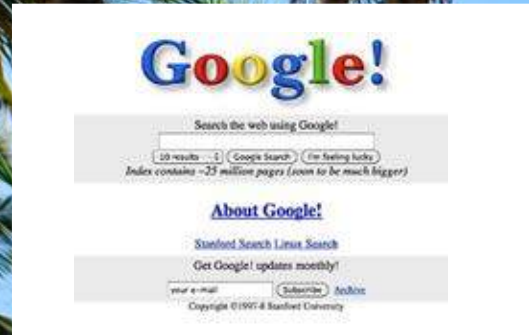 Google!
Search the web using Google!
10 results Google Search I'm feeling lucky
Index contains ~25 million pages (soon to be much bigger)
About Google!
Stanford Search Linux Search
Get Google! updates monthly!
your e-mail Subscribe Archive
Copyright ©1997-8 Stanford University